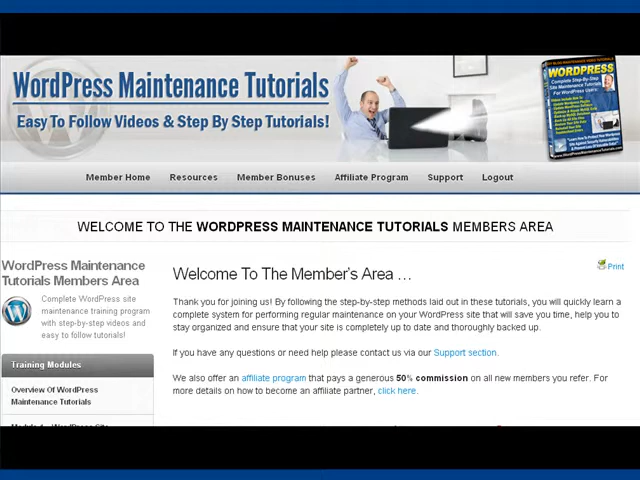 WordPress Maintenance Tutorials
Easy To Follow Videos & Step By Step Tutorials!
WORDPRESS
Member Home Resources Member Bonuses Affiliate Program Support Logout
WELCOME TO THE WORDPRESS MAINTENANCE TUTORIALS MEMBERS AREA
WordPress Maintenance
Tutorials Members Area
Complete WordPress site
maintenance training program
with step-by-step videos and
easy to follow tutorials!
Training Modules
Overview Of WordPress
Maintenance Tutorials
Print
Welcome To The Member's Area ...
Thank you for joining us! By following the step-by-step methods laid out in these tutorials, you will quickly learn a
complete system for performing regular maintenance on your WordPress site that will save you time, help you to
stay organized and ensure that your site is completely up to date and thoroughly backed up.
If you have any questions or need help please contact us via our Support section.
We also offer an affiliate program that pays a generous 50% commission on all new members you refer. For
more details on how to become an affiliate partner, click here.